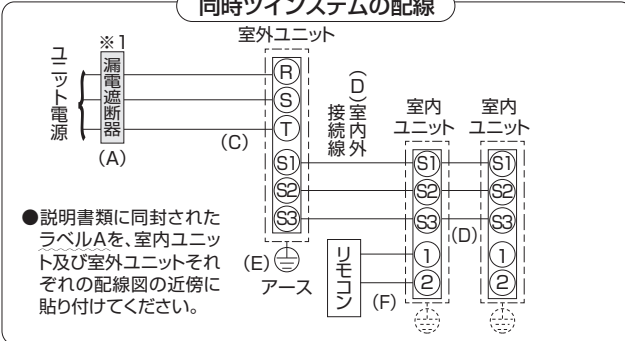 同時ツインシステムの配線
室外ユニット
※1
漏電遮断器
(A)
ユニット電源
R
S
T
(C)
S1
S2
S3
(D)室内外
接続線
室内
ユニット
室内
ユニット
S1
S2
S3
1
2
S1
S2
S3
1
2
(D)
(E)
アース
リモコン
(F)
●説明書類に同封された
ラベルAを、室内ユニッ
ト及び室外ユニットそれ
ぞれの配線図の近傍に
貼り付けてください。